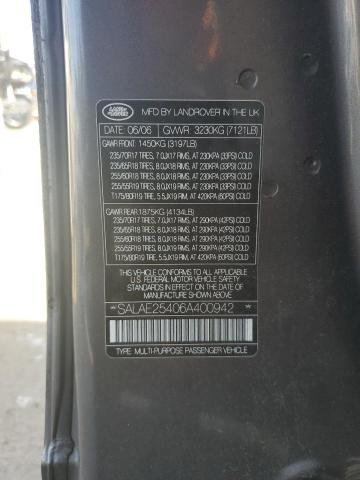 LAND ROVER
MFD BY LANDROVER IN THE UK
DATE 06/06 GVWR 3230KG (7121LB)
GAWR FRONT: 1450KG (3197LB)
235/70R17 TIRES, 7.0JX17 RIMS, AT 230KPA (33PSI) COLD
235/65R18 TIRES, 8.0JX18 RIMS, AT 230KPA (33PSI) COLD
255/60R18 TIRES, 8.0JX18 RIMS, AT 230KPA (33PSI) COLD
255/55R19 TIRES, 8.0JX19 RIMS, AT 230KPA (33PSI) COLD
T175/80R19 TIRE, 5.5JX19 RIM, AT 420KPA (60PSI) COLD
GAWR REAR: 1875KG (4134LB)
235/70R17 TIRES, 7.0JX17 RIMS, AT 290KPA (42PSI) COLD
235/65R18 TIRES, 8.0JX18 RIMS, AT 290KPA (42PSI) COLD
255/60R18 TIRES, 8.0JX18 RIMS, AT 290KPA (42PSI) COLD
255/55R19 TIRES, 8.0JX19 RIMS, AT 290KPA (42PSI) COLD
T175/80R19 TIRE, 5.5JX19 RIM, AT 420KPA (60PSI) COLD
THIS VEHICLE CONFORMS TO ALL APPLICABLE
U.S. FEDERAL MOTOR VEHICLE SAFETY
STANDARDS IN EFFECT ON THE DATE OF
MANUFACTURE SHOWN ABOVE.
*SALAE25406A400942*
TYPE: MULTI-PURPOSE PASSENGER VEHICLE